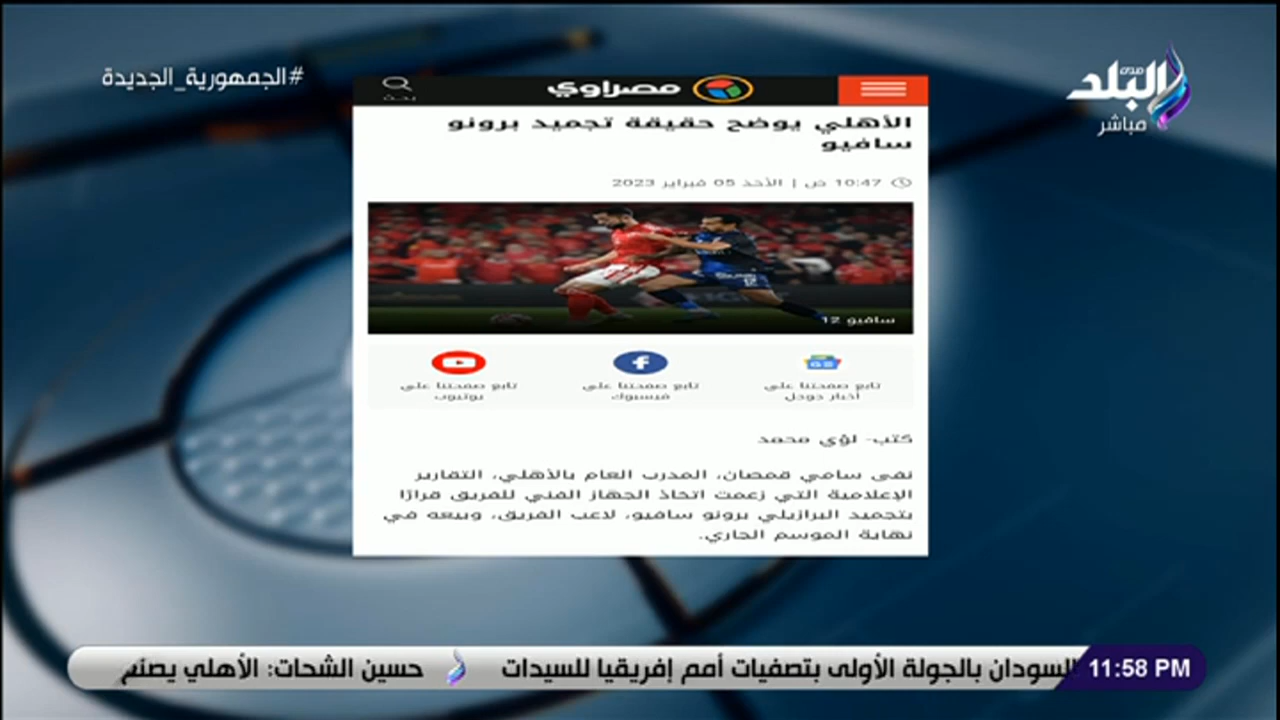 #الجمهورية_الجديدة
صدى البلد
مباشر
مصراوي
بحث
الأهلي يوضح حقيقة تجميد برونو
سافيو
10:47 ص | الأحد 05 فبراير 2023
سافيو 12
تابع صفحتنا على
أخبار جوجل
تابع صفحتنا على
فيسبوك
تابع صفحتنا على
يوتيوب
كتب- لؤي محمد
نفى سامي قمصان، المدرب العام بالأهلي، التقارير
الإعلامية التي زعمت اتخاذ الجهاز الفني للفريق قرارًا
بتجميد البرازيلي برونو سافيو، لاعب الفريق، وبيعه في
نهاية الموسم الجاري.
11:58 PM
السودان بالجولة الأولى بتصفيات أمم إفريقيا للسيدات
حسين الشحات: الأهلي